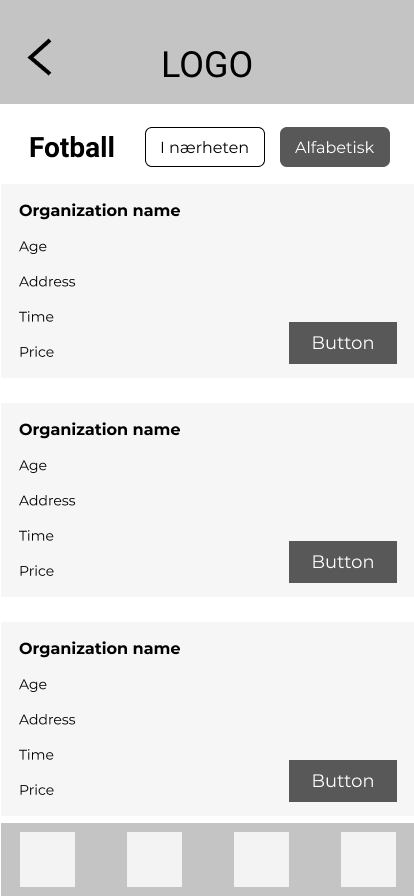 LOGO
Fotball I nærheten Alfabetisk
Organization name
Age
Address
Time
Price
Button
Organization name
Age
Address
Time
Price
Button
Organization name
Age
Address
Time
Price
Button